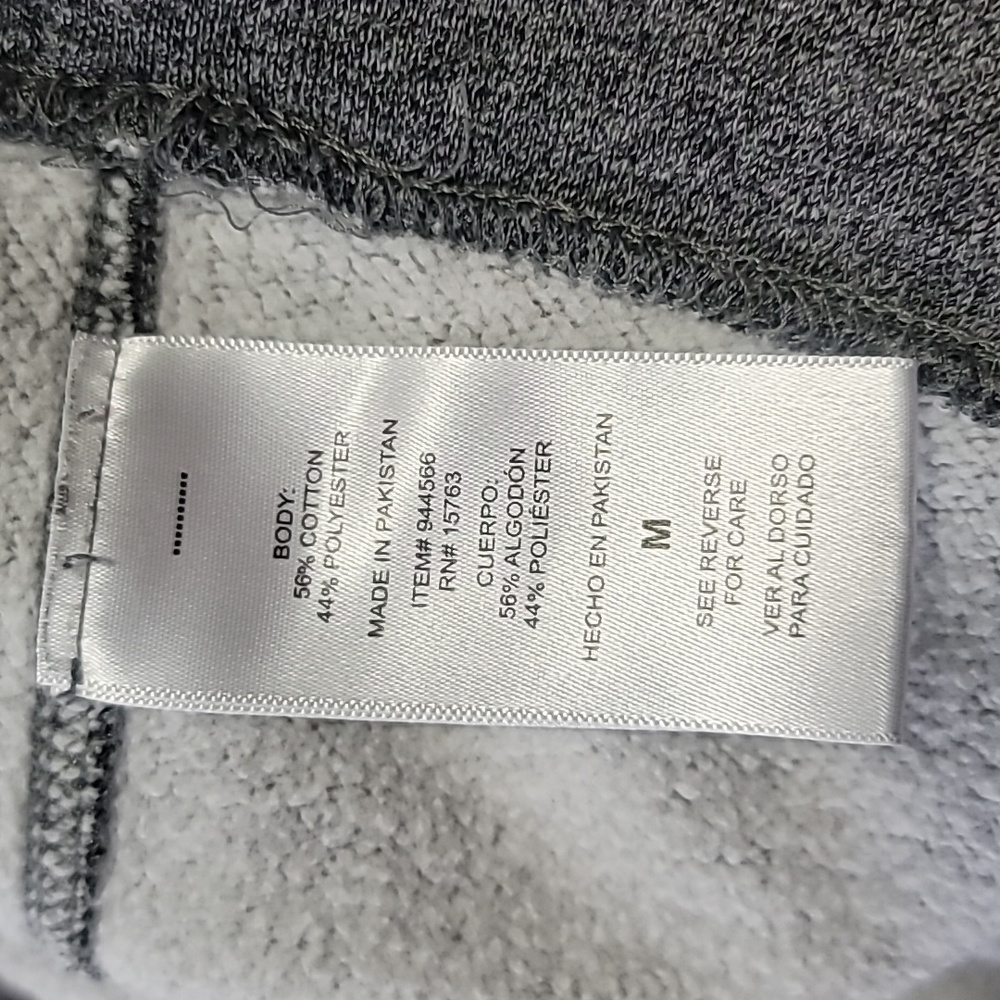 BODY:
56% COTTON
44% POLYESTER
MADE IN PAKISTAN
ITEM# 944566
RN# 15763
CUERPO:
56% ALGODÓN
44% POLIÉSTER
HECHO EN PAKISTAN
M
SEE REVERSE
FOR CARE
VER AL DORSO
PARA CUIDADO